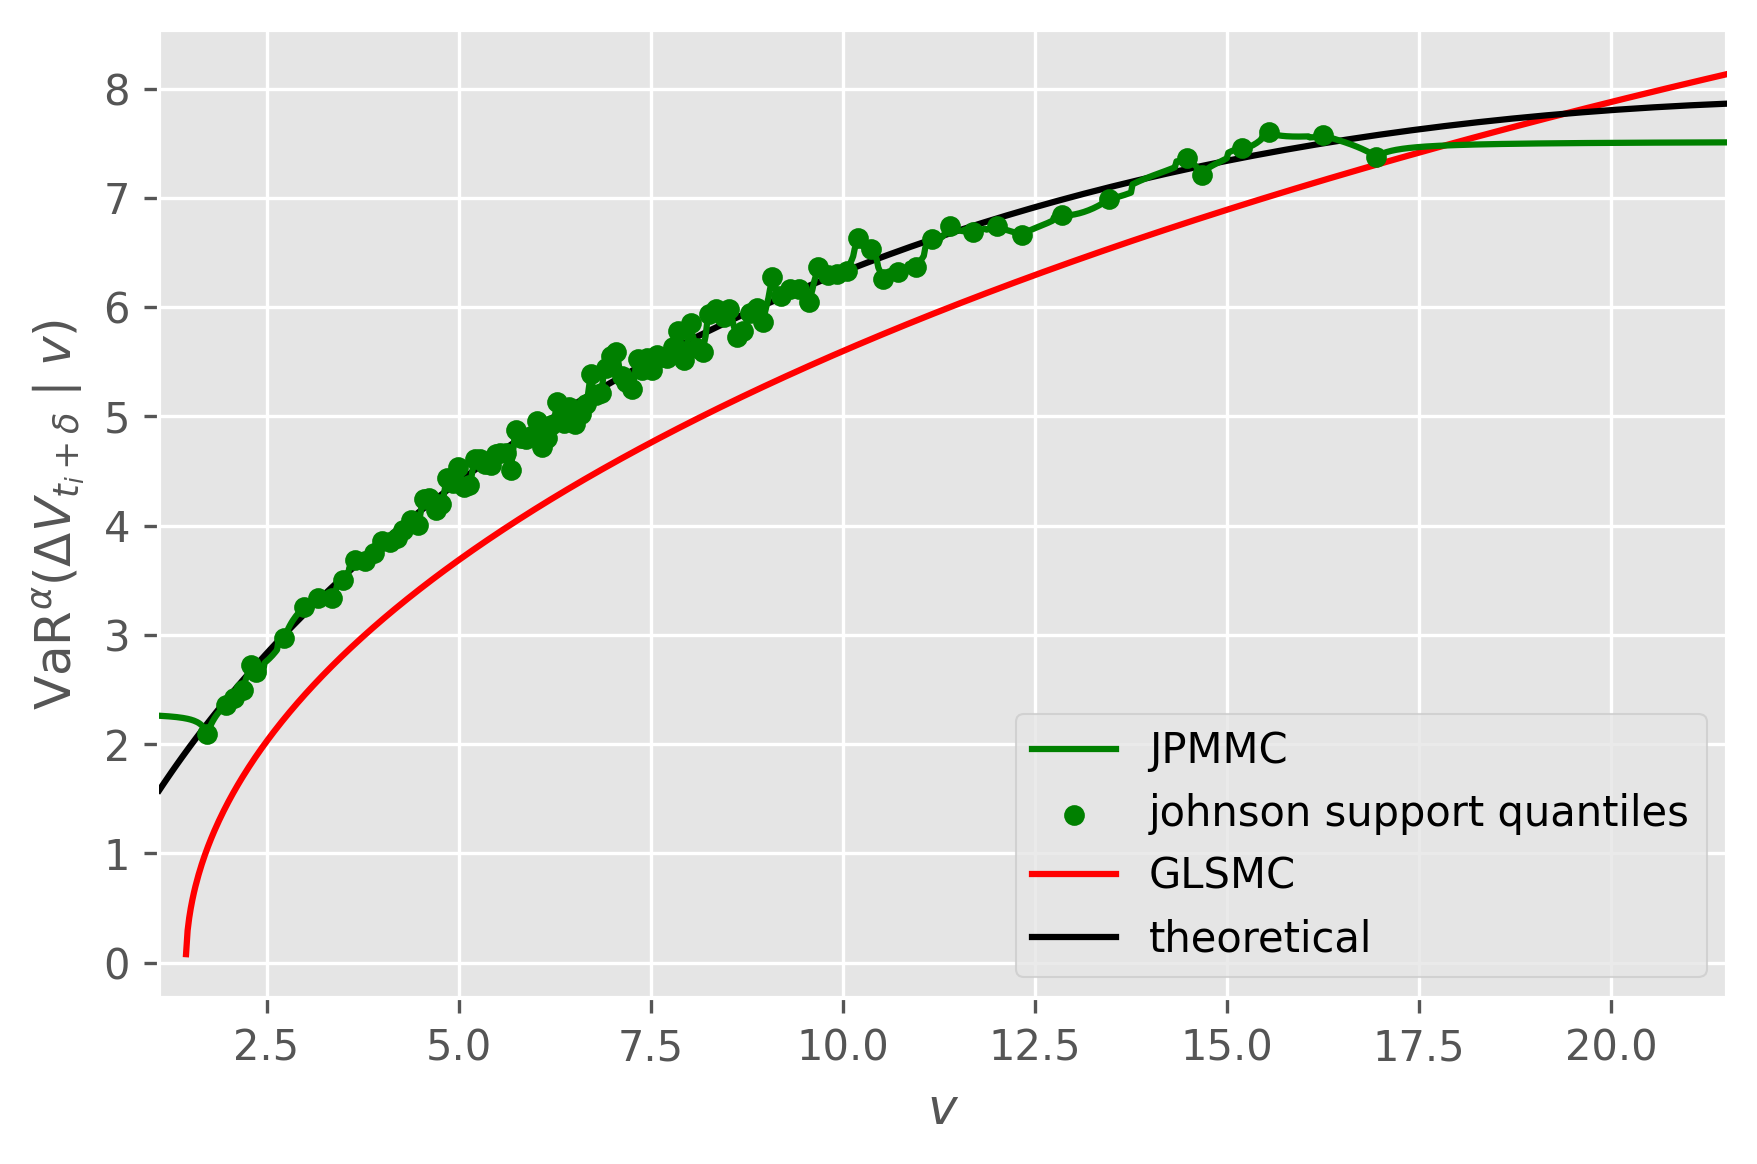 8
7
6
5
4
3
2
1
0
VaR^α(ΔV_{t_i + δ} | v)
JPMMC
johnson support quantiles
GLSMC
theoretical
2.5 5.0 7.5 10.0 12.5 15.0 17.5 20.0
v